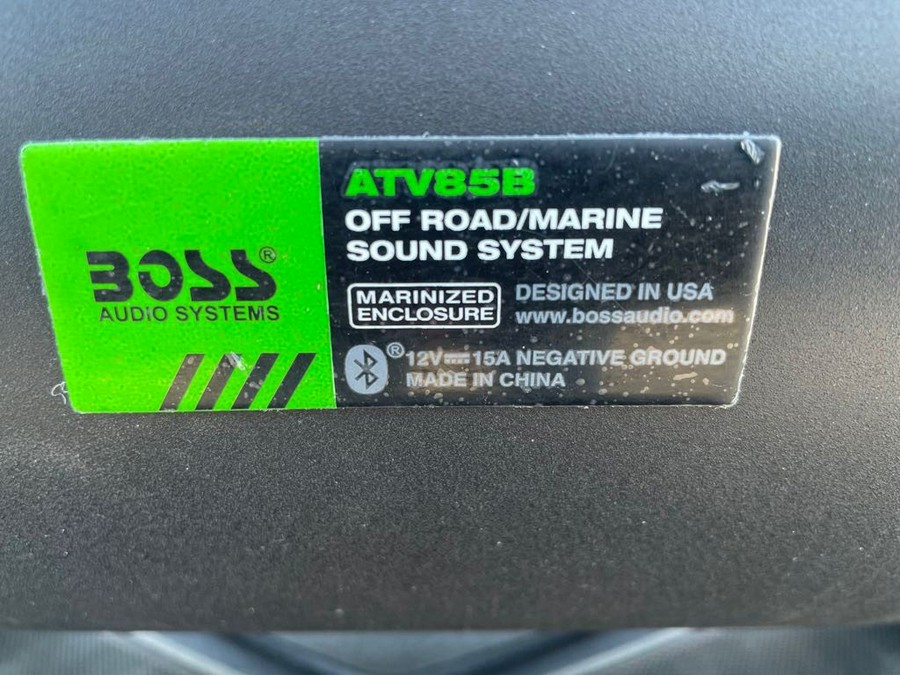 BOSS®
AUDIO SYSTEMS
ATV85B
OFF ROAD/MARINE
SOUND SYSTEM
MARINIZED
ENCLOSURE
DESIGNED IN USA
www.bossaudio.com
® 12V⎓15A NEGATIVE GROUND
MADE IN CHINA